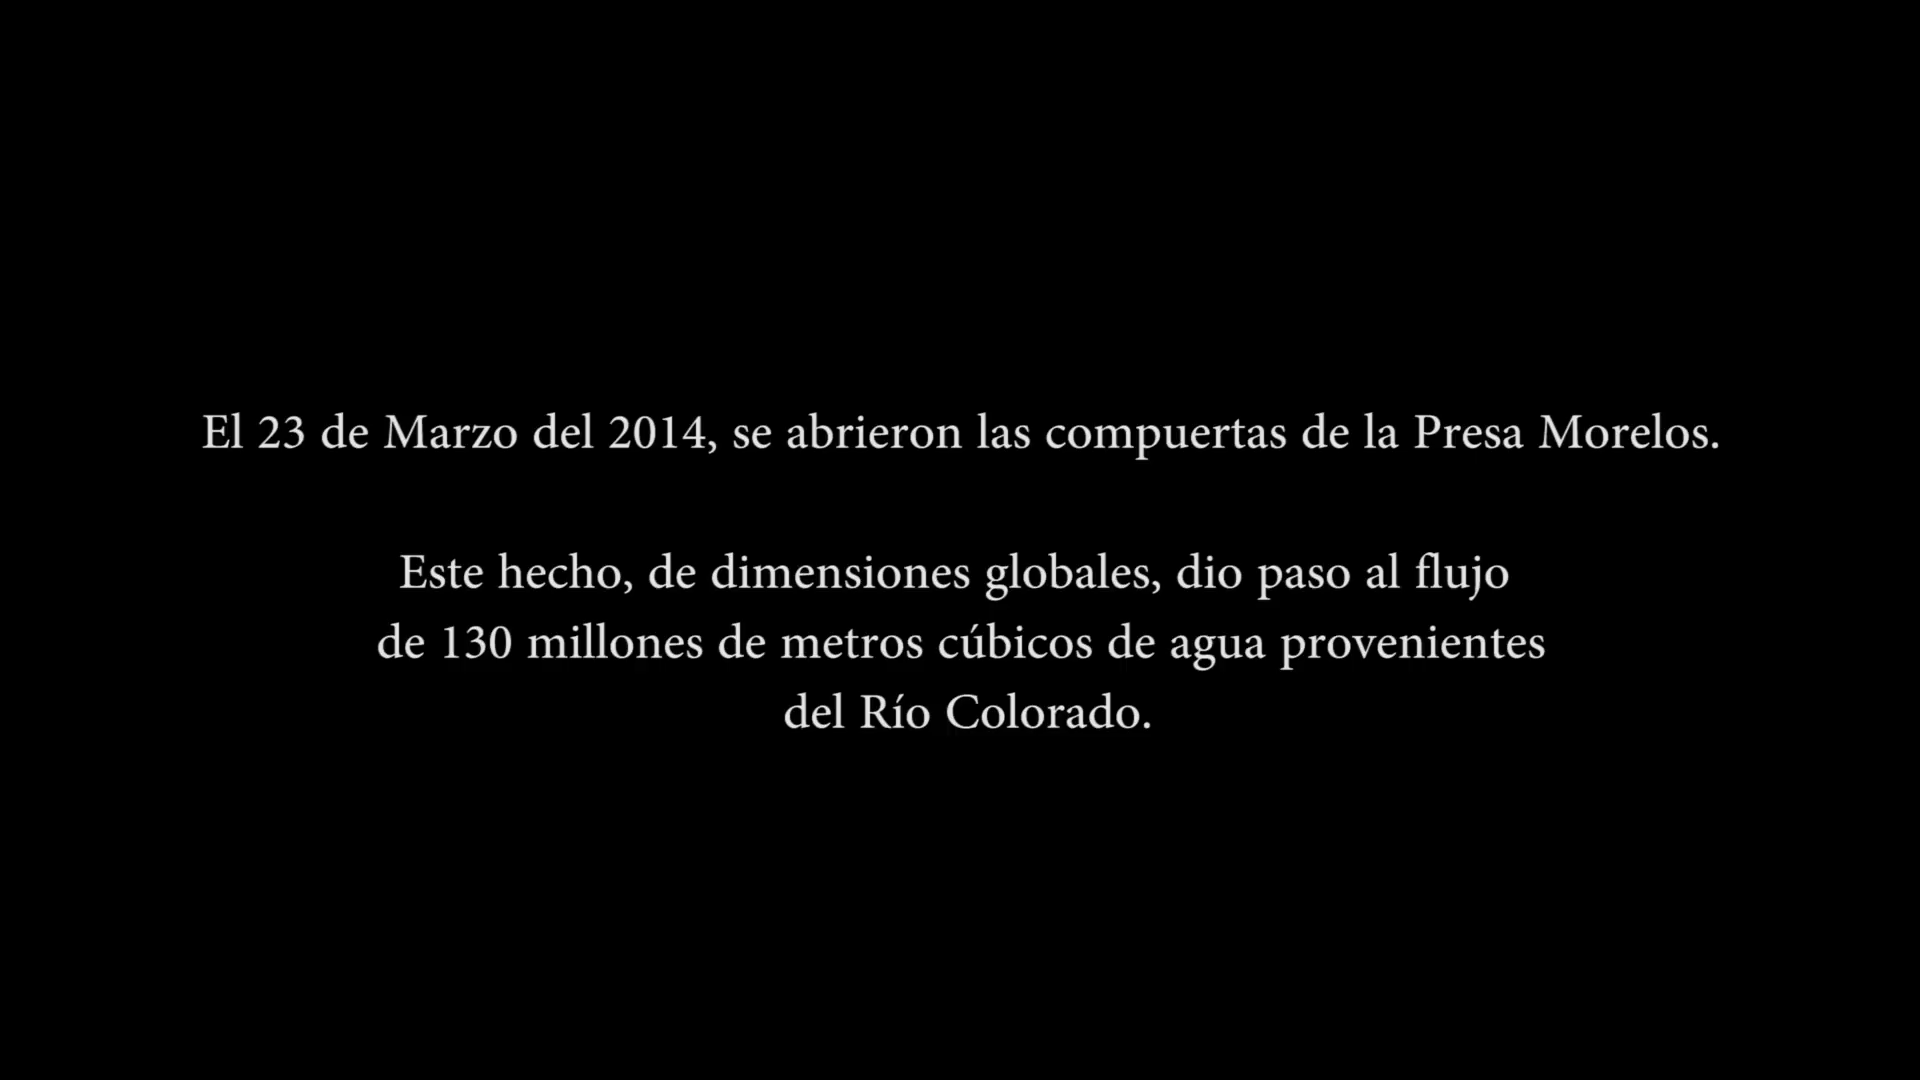 El 23 de Marzo del 2014, se abrieron las compuertas de la Presa Morelos.
Este hecho, de dimensiones globales, dio paso al flujo
de 130 millones de metros cúbicos de agua provenientes
del Río Colorado.